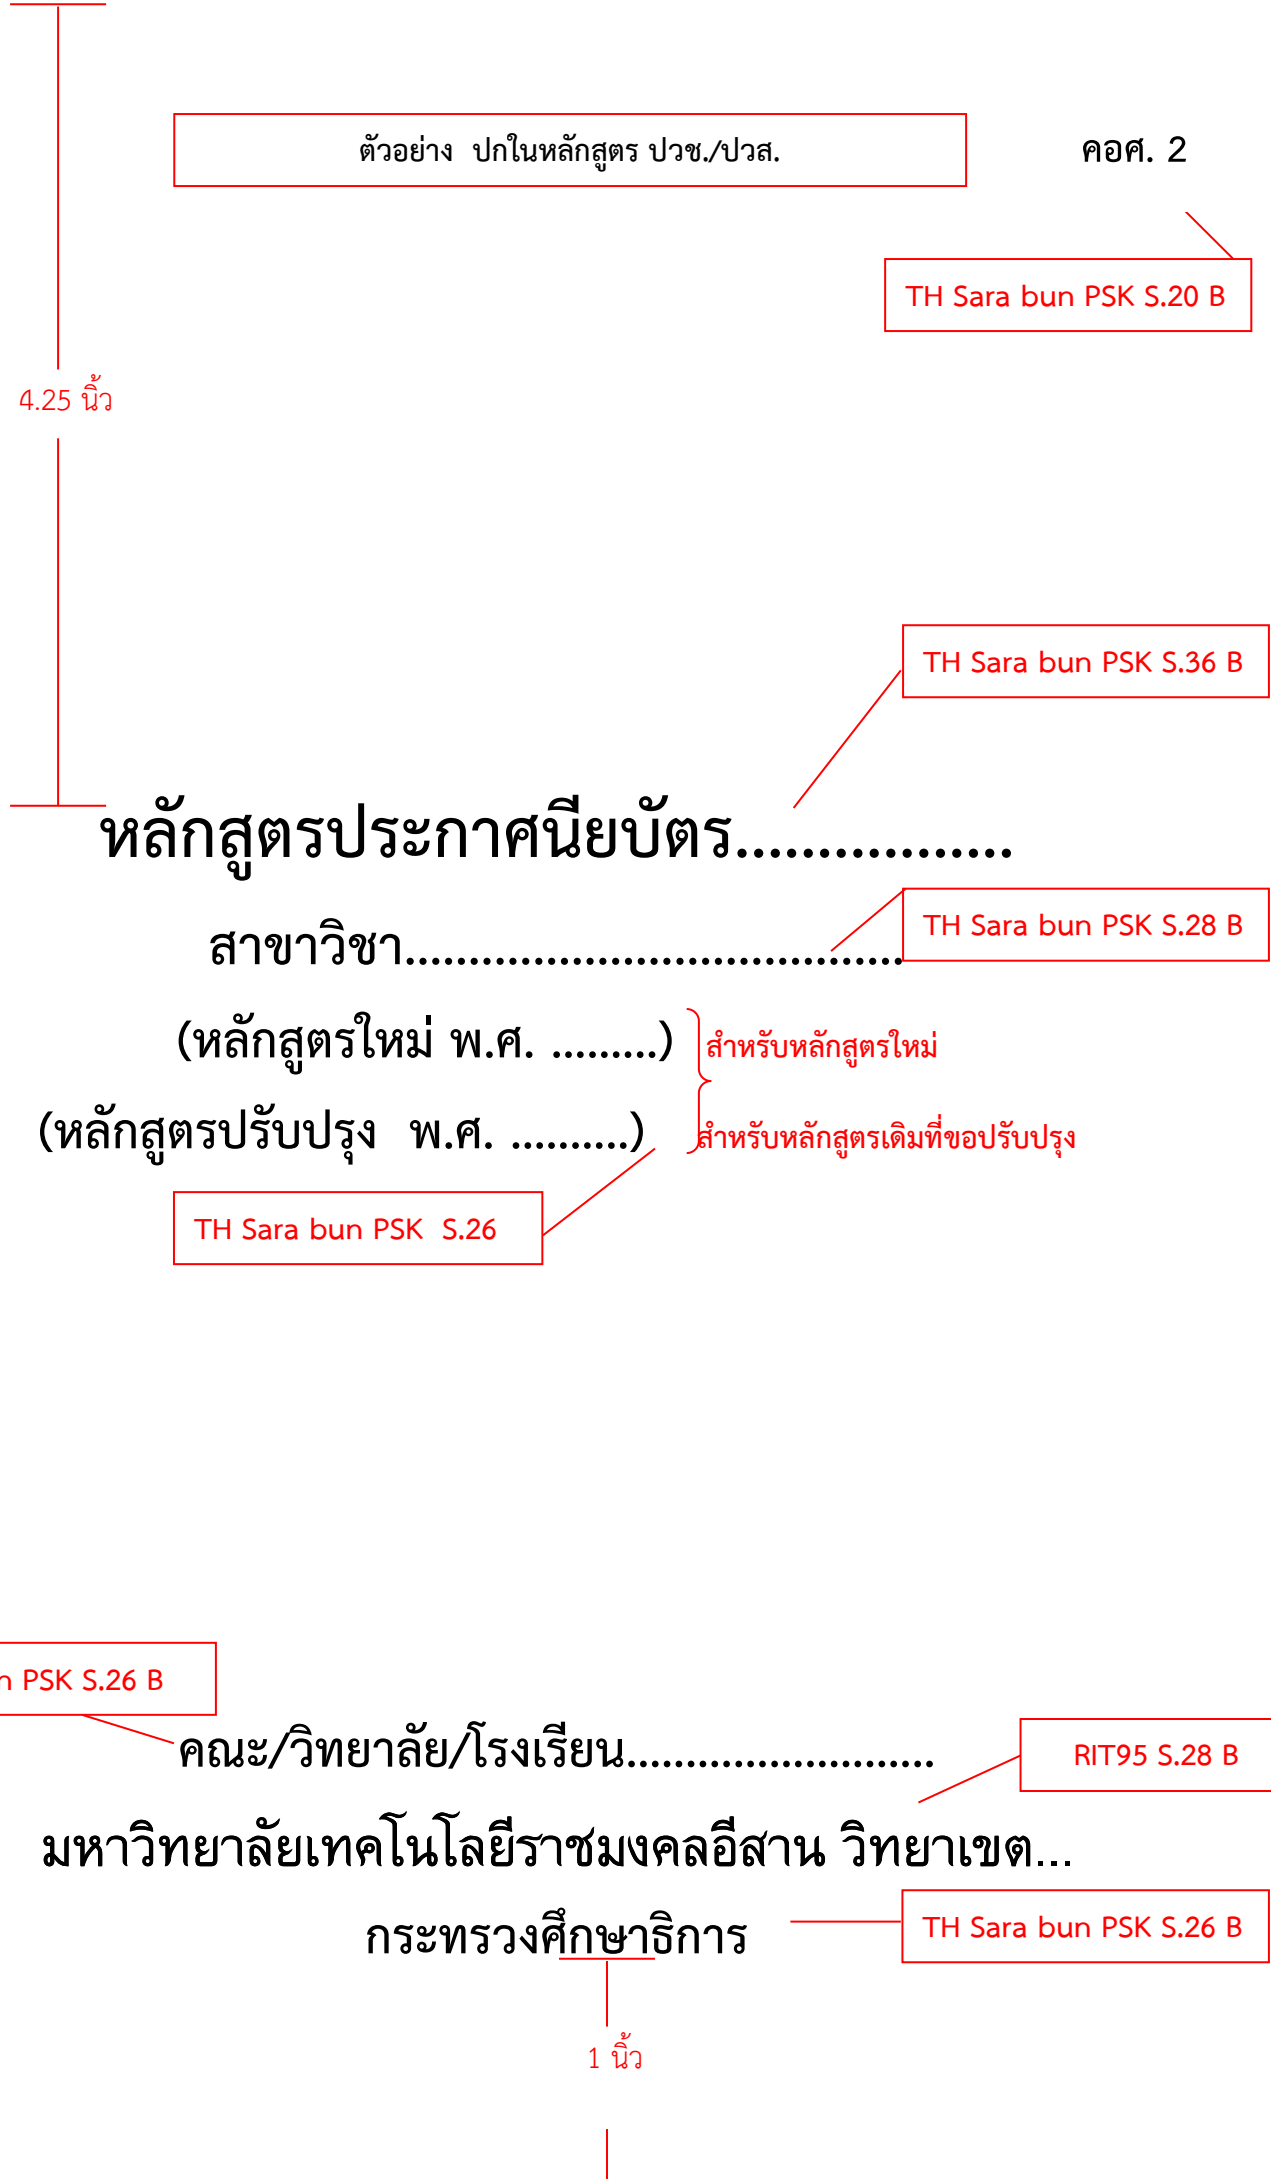 ตัวอย่าง ปกในหลักสูตร ปวช./ปวส.
คอศ. 2
TH Sara bun PSK S.20 B
4.25 นิ้ว
TH Sara bun PSK S.36 B
หลักสูตรประกาศนียบัตร.................
สาขาวิชา.......................................
TH Sara bun PSK S.28 B
(หลักสูตรใหม่ พ.ศ. .........)
สำหรับหลักสูตรใหม่
(หลักสูตรปรับปรุง พ.ศ. ..........)
สำหรับหลักสูตรเดิมที่ขอปรับปรุง
TH Sara bun PSK S.26
n PSK S.26 B
คณะ/วิทยาลัย/โรงเรียน..........................
RIT95 S.28 B
มหาวิทยาลัยเทคโนโลยีราชมงคลอีสาน วิทยาเขต...
กระทรวงศึกษาธิการ
TH Sara bun PSK S.26 B
1 นิ้ว